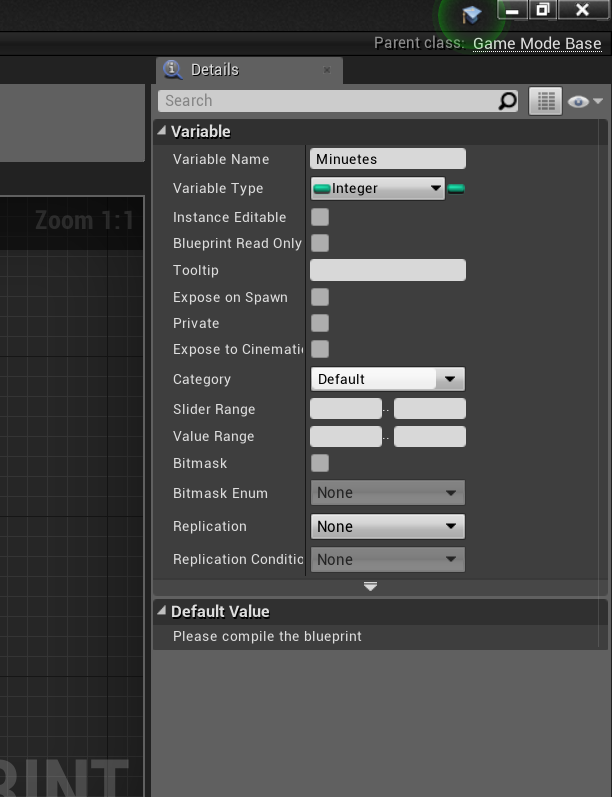 Parent class: Game Mode Base
Details
Search
Zoom 1:1
Variable
Variable Name Minuetes
Variable Type Integer
Instance Editable
Blueprint Read Only
Tooltip
Expose on Spawn
Private
Expose to Cinemati
Category Default
Slider Range ..
Value Range ..
Bitmask
Bitmask Enum None
Replication None
Replication Conditio None
Default Value
Please compile the blueprint
RINT